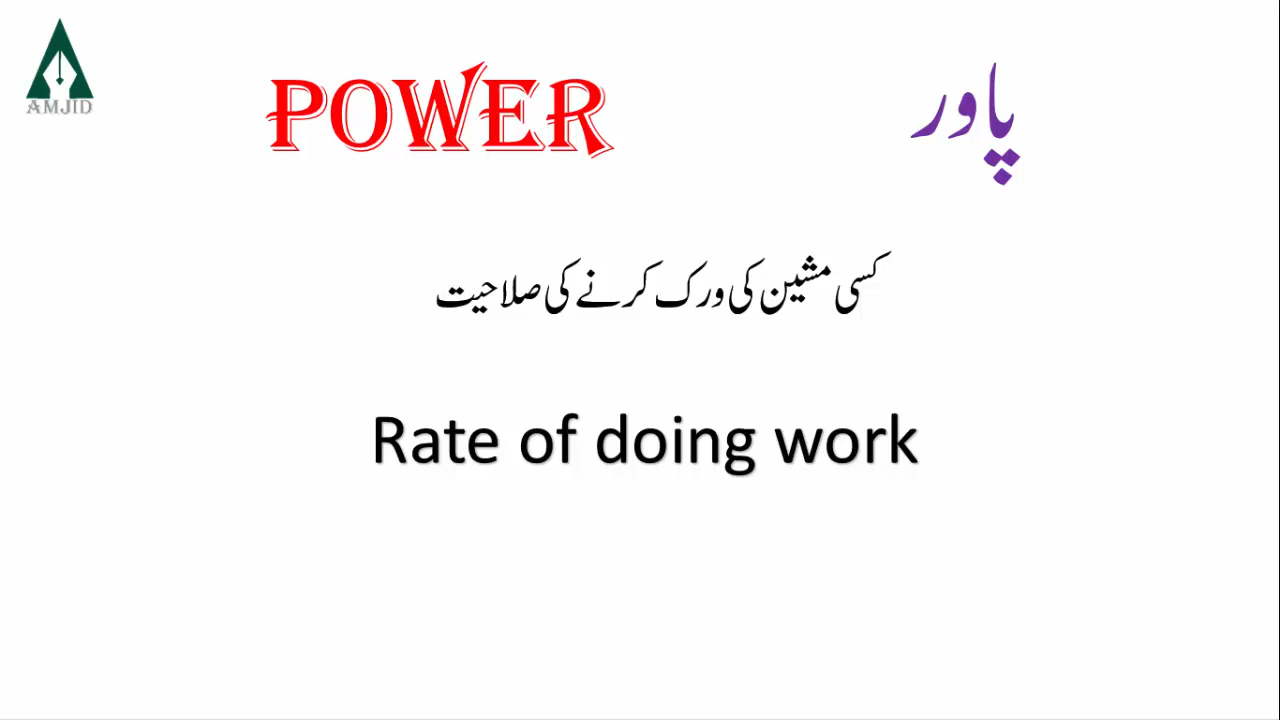 AMJID
POWER
پاور
کسی مشین کی ورک کرنے کی صلاحیت
Rate of doing work